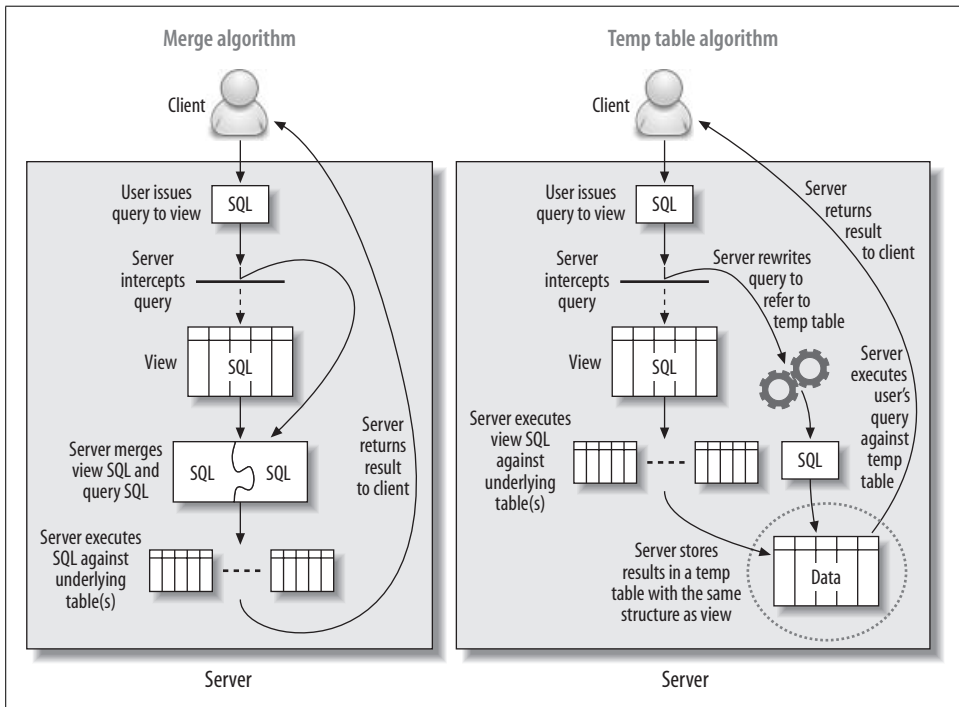 Merge algorithm
Client
User issues
query to view
SQL
Server
intercepts
query
View
SQL
Server merges
view SQL and
query SQL
SQL
SQL
Server
returns
result
to client
Server executes
SQL against
underlying
table(s)
Server
Temp table algorithm
Client
User issues
query to view
SQL
Server
returns
result
to client
Server
intercepts
query
Server rewrites
query to
refer to
temp table
View
SQL
Server
executes
user's
query
against
temp
table
Server executes
view SQL
against
underlying
table(s)
SQL
Server stores
results in a temp
table with the same
structure as view
Data
Server